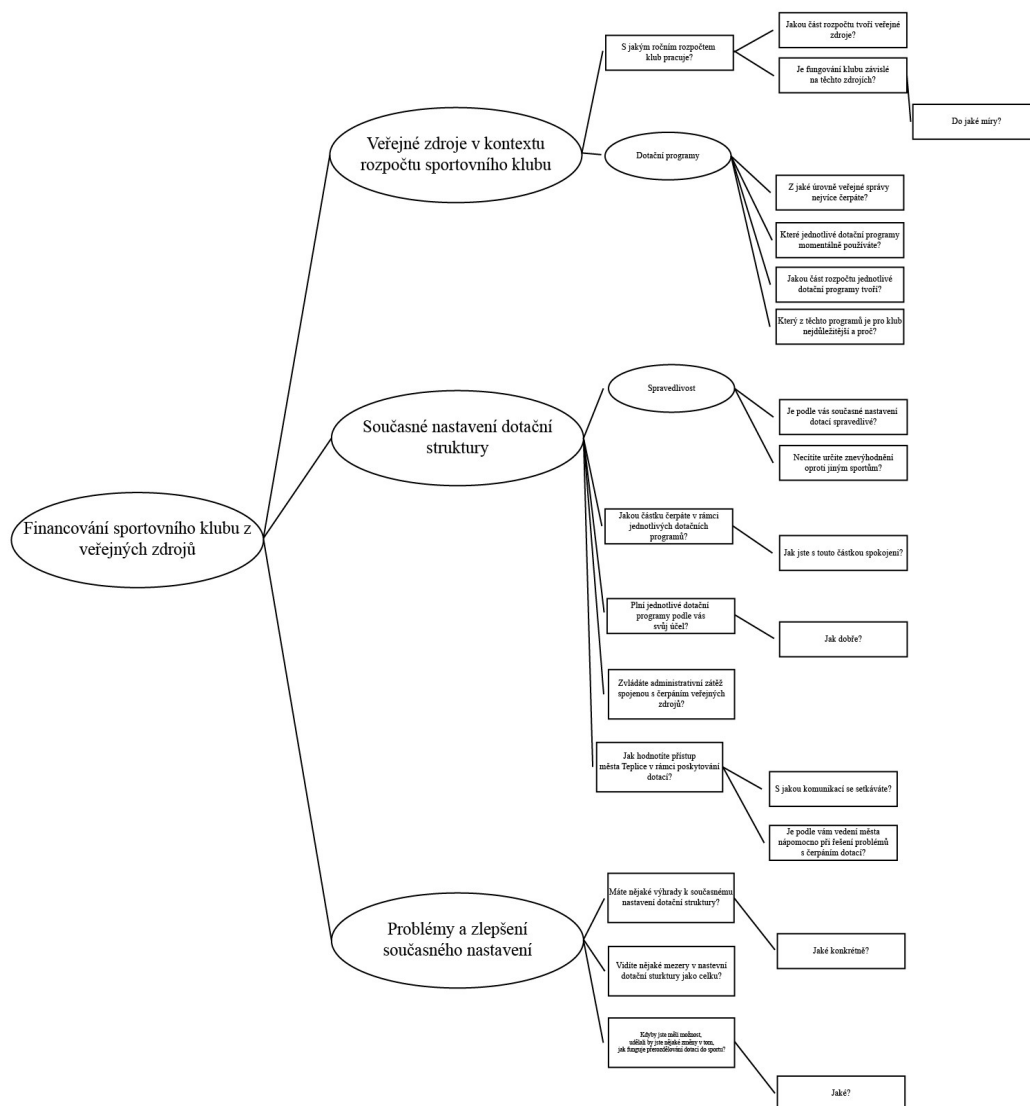 Financování sportovního klubu z
veřejných zdrojů
Veřejné zdroje v kontextu
rozpočtu sportovního klubu
S jakým ročním rozpočtem
klub pracuje?
Jakou část rozpočtu tvoří veřejné
zdroje?
Je fungování klubu závislé
na těchto zdrojích?
Do jaké míry?
Dotační programy
Z jaké úrovně veřejné správy
nejvíce čerpáte?
Které jednotlivé dotační programy
momentálně používáte?
Jakou část rozpočtu jednotlivé
dotační programy tvoří?
Který z těchto programů je pro klub
nejdůležitější a proč?
Současné nastavení dotační
struktury
Spravedlivost
Je podle vás současné nastavení
dotací spravedlivé?
Necítíte určite znevýhodnění
oproti jiným sportům?
Jakou částku čerpáte v rámci
jednotlivých dotačních
programů?
Jak jste s touto částkou spokojeni?
Plní jednotlivé dotační
programy podle vás
svůj účel?
Jak dobře?
Zvládáte administrativní zátěž
spojenou s čerpáním veřejných
zdrojů?
Jak hodnotíte přístup
města Teplice v rámci poskytování
dotací?
S jakou komunikací se setkáváte?
Je podle vám vedení města
nápomocno při řešení problémů
s čerpáním dotací?
Problémy a zlepšení
současného nastavení
Máte nějaké výhrady k současnému
nastavení dotační struktury?
Jaké konkrétně?
Vidíte nějaké mezery v nastevní
dotační sturktury jako celku?
Kdyby jste měli možnost,
udělali by jste nějaké změny v tom,
jak funguje přerozdělování dotací do sportu?
Jaké?